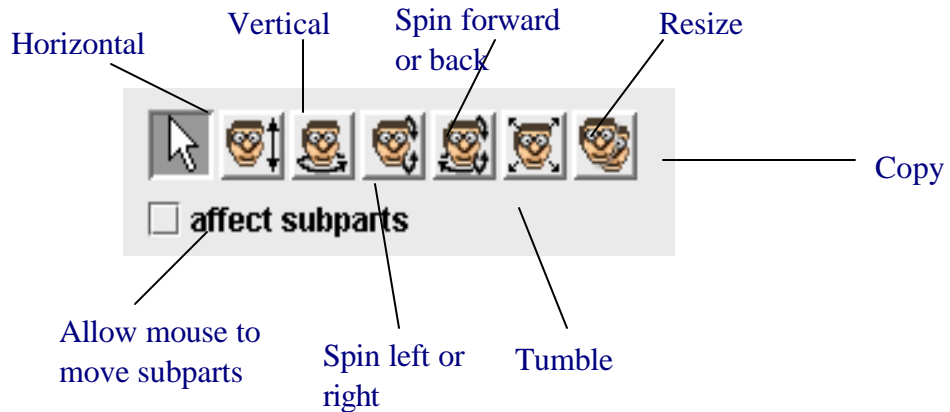 Horizontal
Vertical
Spin forward
or back
Resize
Copy
affect subparts
Allow mouse to
move subparts
Spin left or
right
Tumble